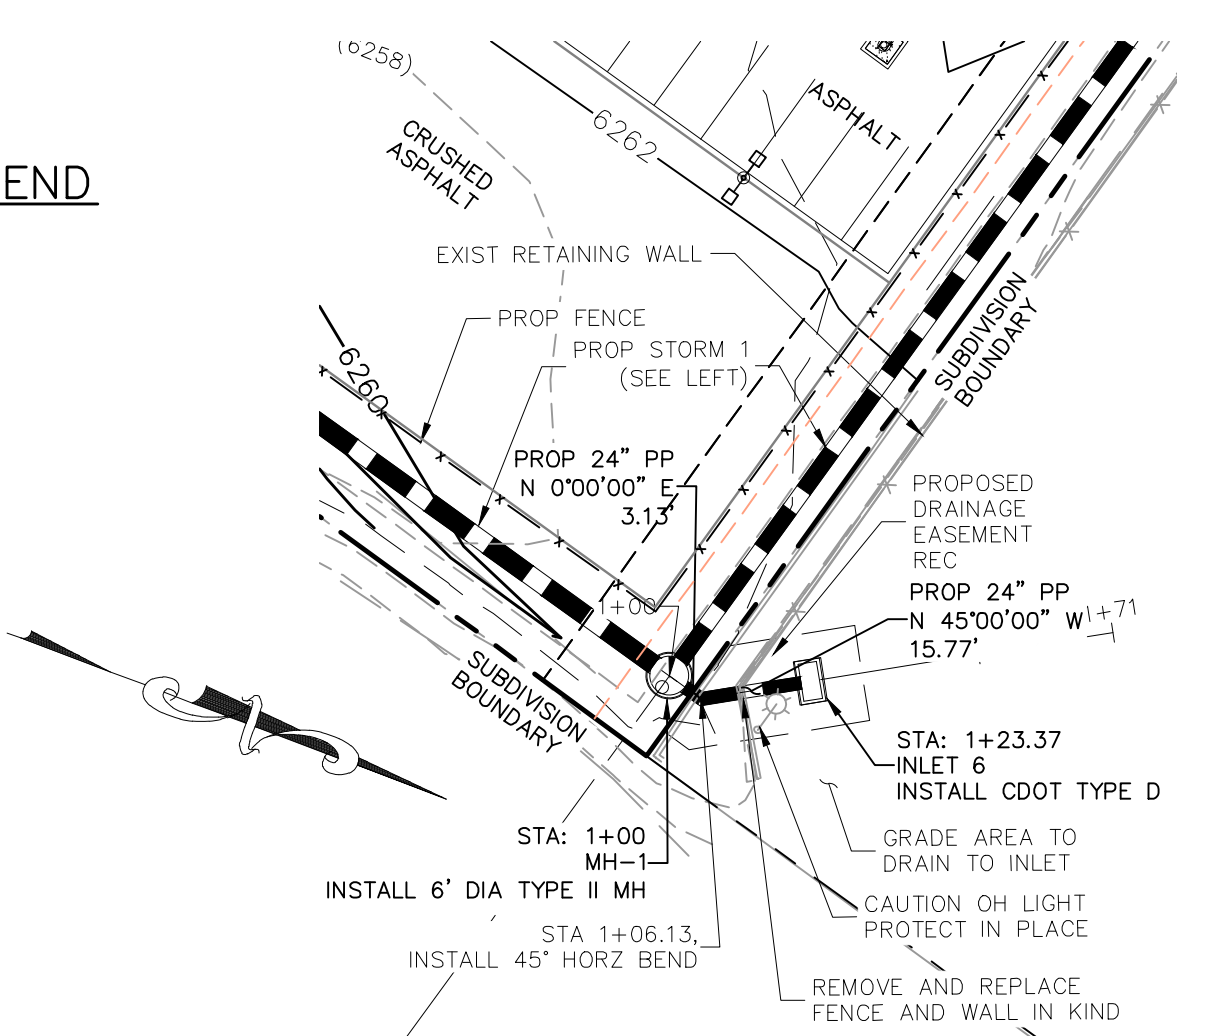 END
(6258)
CRUSHED
ASPHALT
6262
ASPHALT
EXIST RETAINING WALL
PROP FENCE
PROP STORM 1
(SEE LEFT)
6260
SUBDIVISION
BOUNDARY
PROP 24" PP
N 0°00'00" E
3.13'
PROPOSED
DRAINAGE
EASEMENT
REC
PROP 24" PP
N 45°00'00" W
15.77'
1+71
1+00
SUBDIVISION
BOUNDARY
STA: 1+23.37
INLET 6
INSTALL CDOT TYPE D
STA: 1+00
MH-1
INSTALL 6' DIA TYPE II MH
GRADE AREA TO
DRAIN TO INLET
CAUTION OH LIGHT
PROTECT IN PLACE
STA 1+06.13,
INSTALL 45° HORZ BEND
REMOVE AND REPLACE
FENCE AND WALL IN KIND